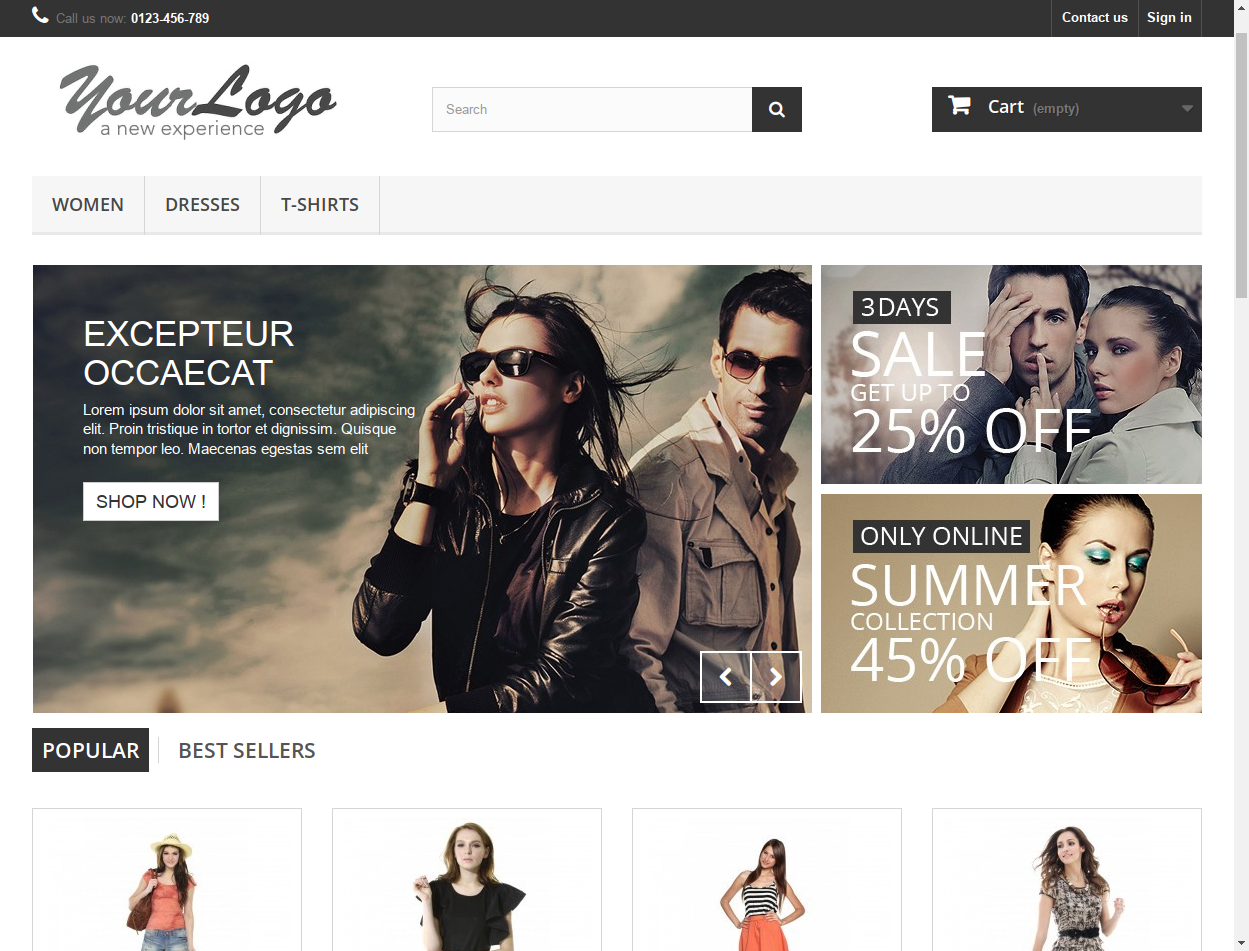 Call us now: 0123-456-789
Contact us
Sign in
YourLogo
a new experience
Search
Cart (empty)
WOMEN
DRESSES
T-SHIRTS
EXCEPTEUR
OCCAECAT
Lorem ipsum dolor sit amet, consectetur adipiscing
elit. Proin tristique in tortor et dignissim. Quisque
non tempor leo. Maecenas egestas sem elit
SHOP NOW !
3 DAYS
SALE
GET UP TO
25% OFF
ONLY ONLINE
SUMMER
COLLECTION
45% OFF
POPULAR
BEST SELLERS